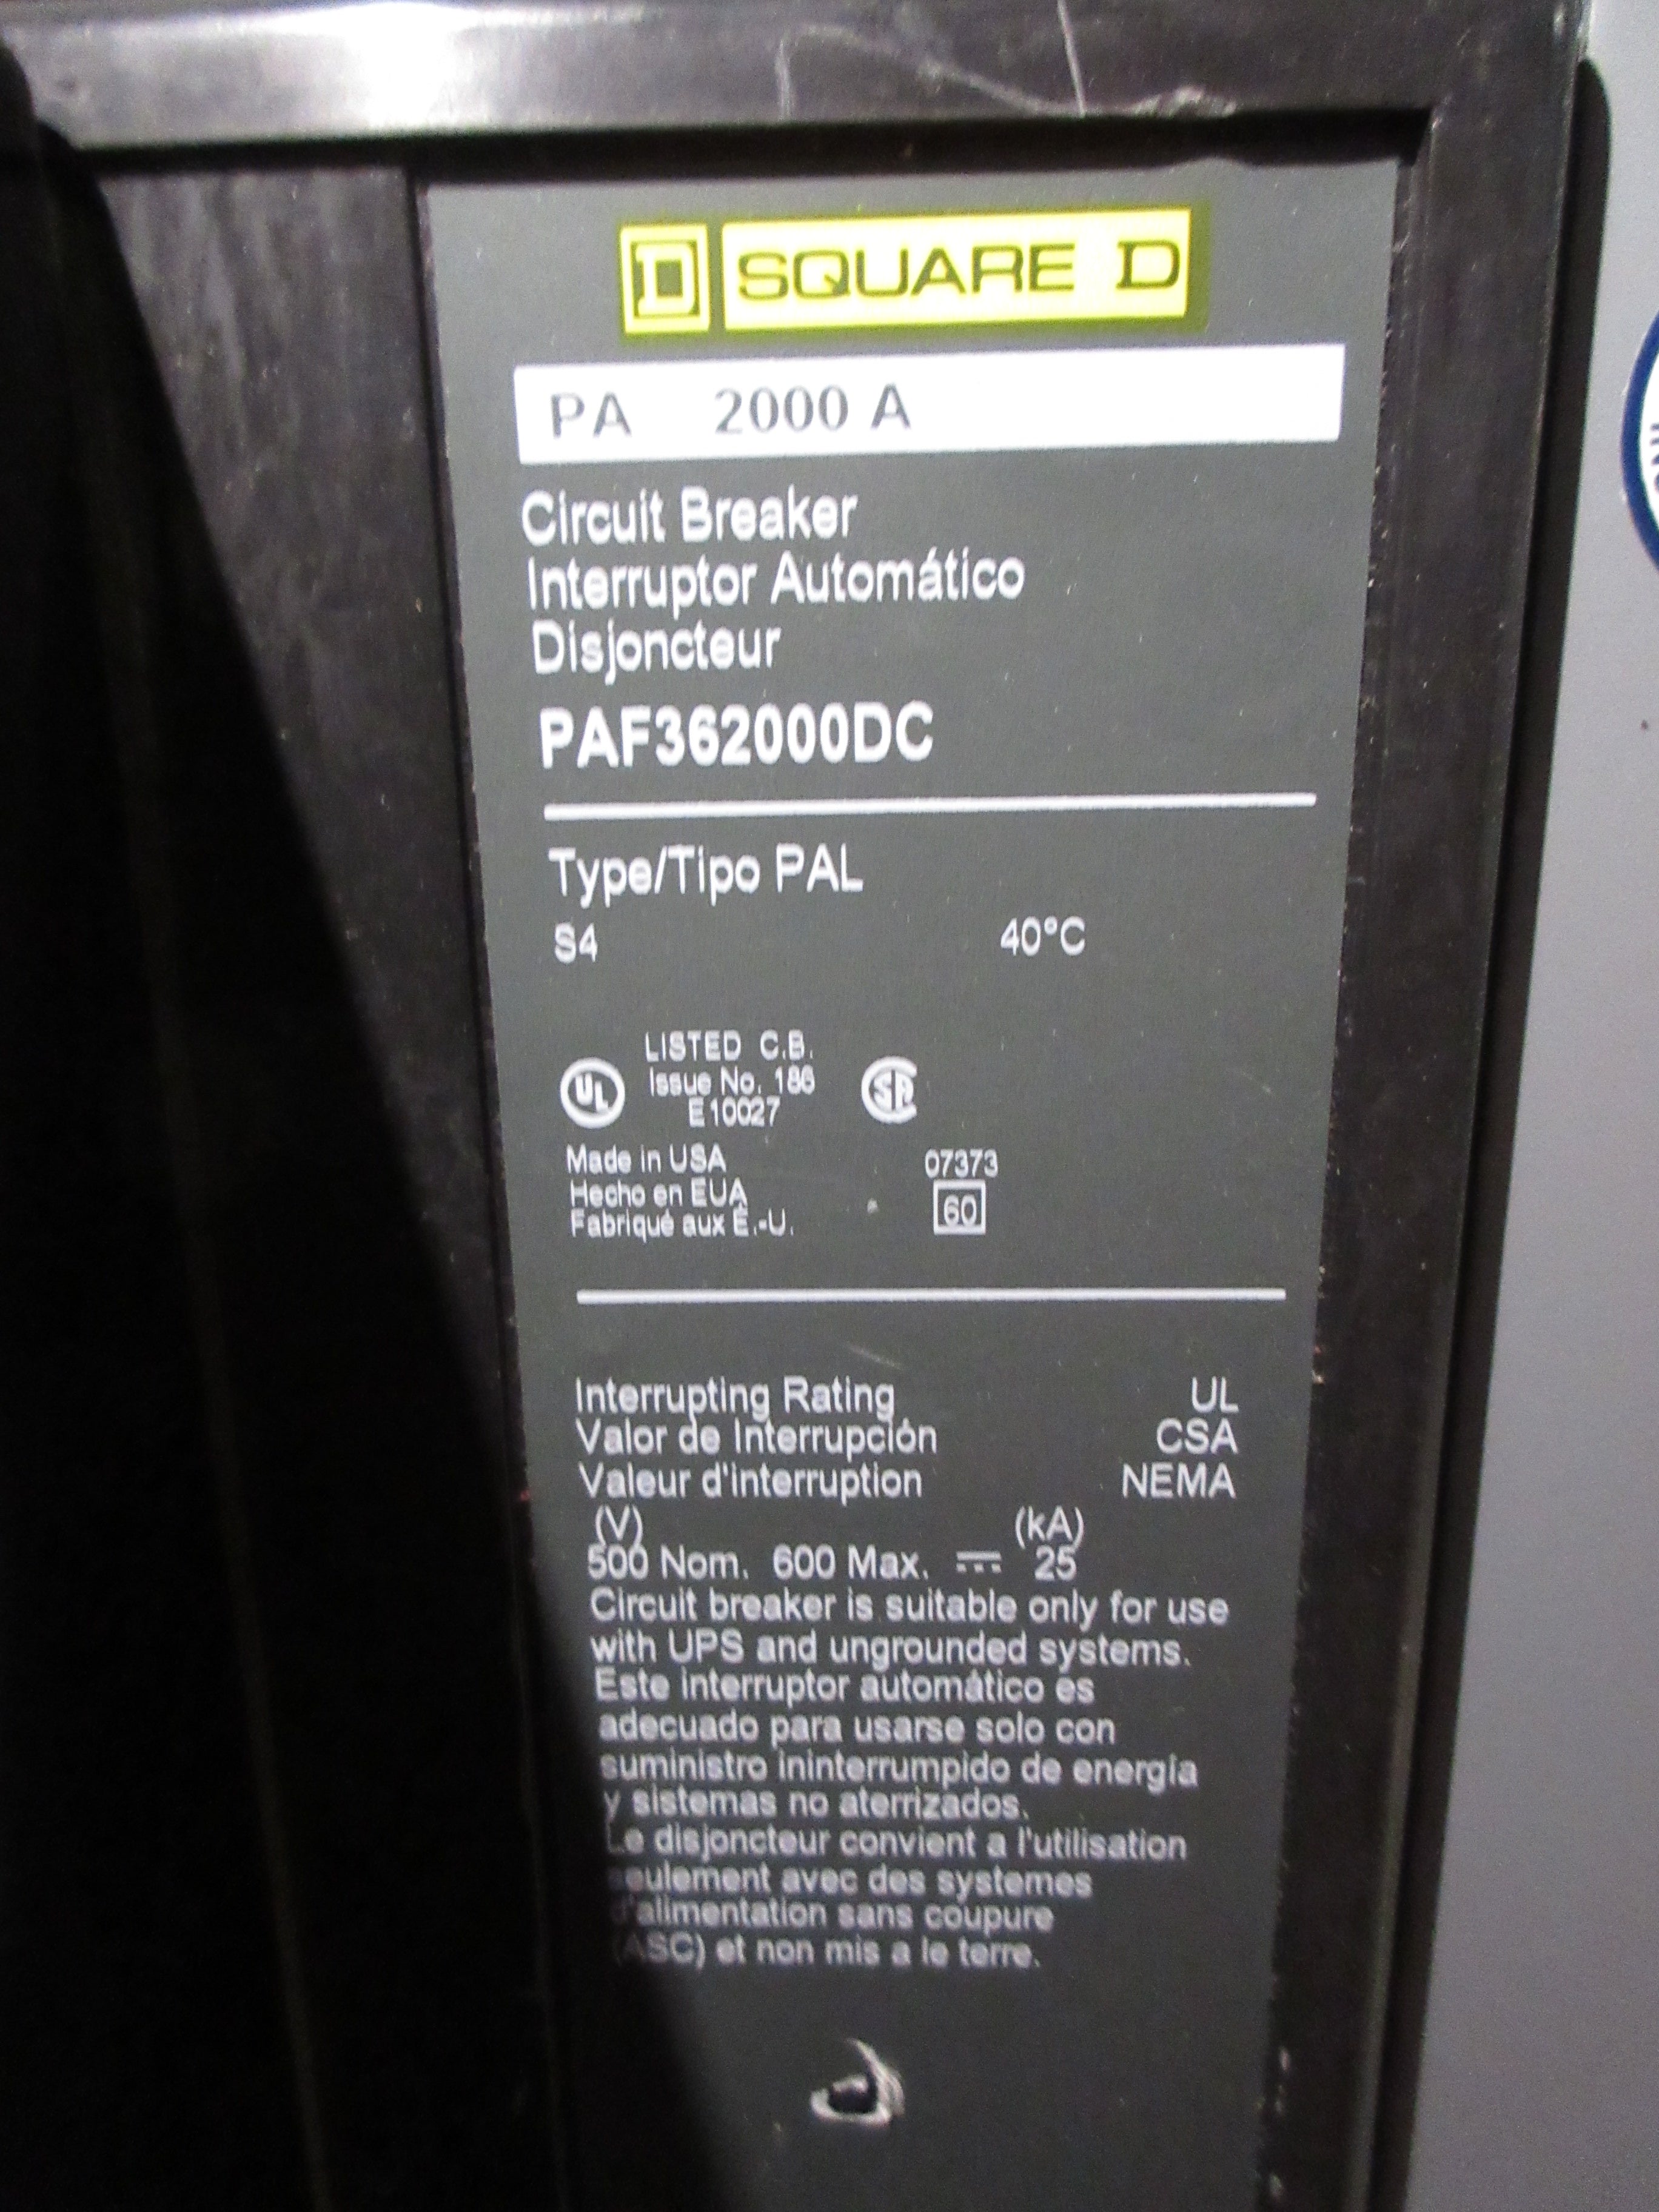 D SQUARE D
PA 2000 A
Circuit Breaker
Interruptor Automático
Disjoncteur
PAF362000DC
Type/Tipo PAL
S4 40°C
LISTED C.B.
UL Issue No. 186 SA
E10027
Made in USA 07373
Hecho en EUA 60
Fabriqué aux É.-U.
Interrupting Rating UL
Valor de Interrupción CSA
Valeur d'interruption NEMA
(V) (kA)
500 Nom. 600 Max. 25
Circuit breaker is suitable only for use
with UPS and ungrounded systems.
Este interruptor automático es
adecuado para usarse solo con
suministro ininterrumpido de energía
y sistemas no aterrizados.
Le disjoncteur convient a l'utilisation
seulement avec des systemes
d'alimentation sans coupure
(ASC) et non mis a le terre.